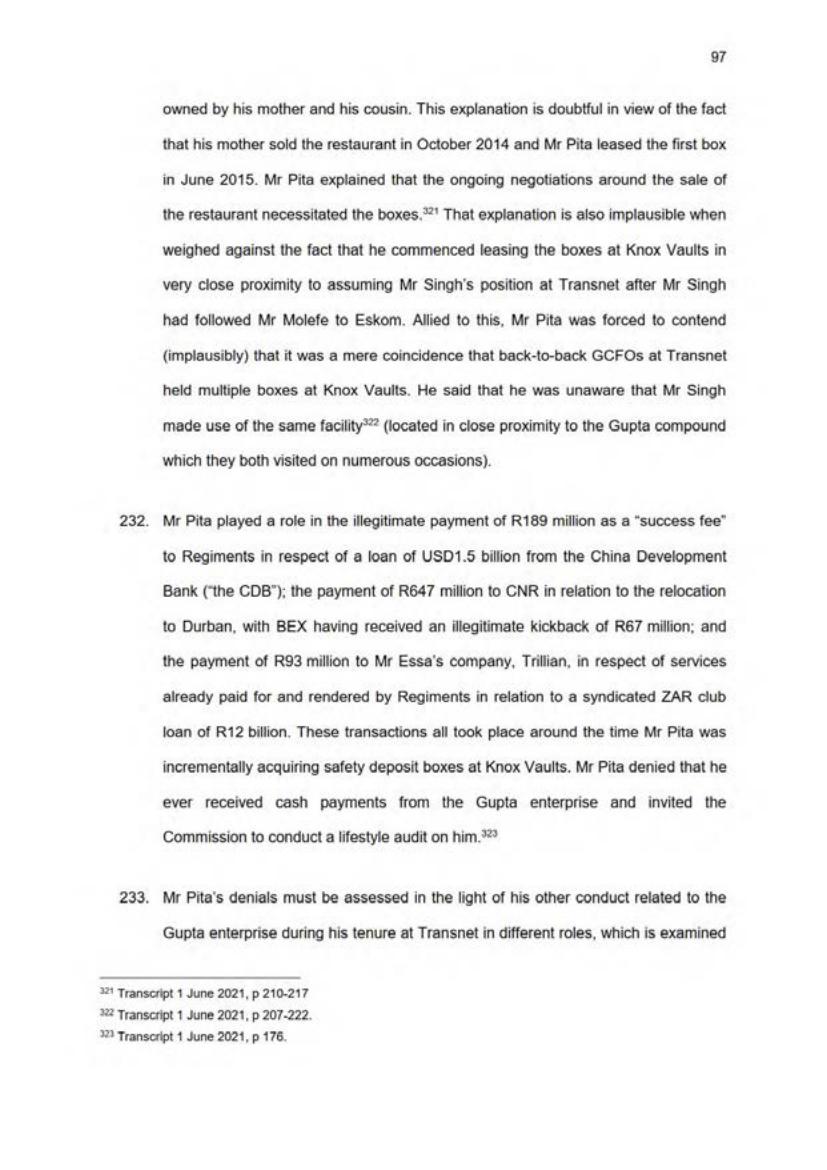 97
owned by his mother and his cousin. This explanation is doubtful in view of the fact
that his mother sold the restaurant in October 2014 and Mr Pita leased the first box
in June 2015. Mr Pita explained that the ongoing negotiations around the sale of
the restaurant necessitated the boxes.³²¹ That explanation is also implausible when
weighed against the fact that he commenced leasing the boxes at Knox Vaults in
very close proximity to assuming Mr Singh's position at Transnet after Mr Singh
had followed Mr Molefe to Eskom. Allied to this, Mr Pita was forced to contend
(implausibly) that it was a mere coincidence that back-to-back GCFOs at Transnet
held multiple boxes at Knox Vaults. He said that he was unaware that Mr Singh
made use of the same facility³²² (located in close proximity to the Gupta compound
which they both visited on numerous occasions).
232. Mr Pita played a role in the illegitimate payment of R189 million as a "success fee"
to Regiments in respect of a loan of USD1.5 billion from the China Development
Bank ("the CDB"); the payment of R647 million to CNR in relation to the relocation
to Durban, with BEX having received an illegitimate kickback of R67 million; and
the payment of R93 million to Mr Essa's company, Trillian, in respect of services
already paid for and rendered by Regiments in relation to a syndicated ZAR club
loan of R12 billion. These transactions all took place around the time Mr Pita was
incrementally acquiring safety deposit boxes at Knox Vaults. Mr Pita denied that he
ever received cash payments from the Gupta enterprise and invited the
Commission to conduct a lifestyle audit on him.³²³
233. Mr Pita's denials must be assessed in the light of his other conduct related to the
Gupta enterprise during his tenure at Transnet in different roles, which is examined
³²¹ Transcript 1 June 2021, p 210-217
³²² Transcript 1 June 2021, p 207-222.
³²³ Transcript 1 June 2021, p 176.